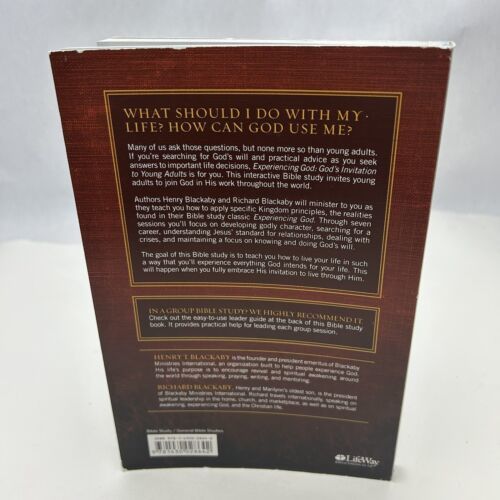 WHAT SHOULD I DO WITH MY
LIFE? HOW CAN GOD USE ME?
Many of us ask those questions, but none more so than young adults.
If you're searching for God's will and practical advice as you seek
answers to important life decisions, Experiencing God: God's Invitation
to Young Adults is for you. This interactive Bible study invites young
adults to join God in His work throughout the world.
Authors Henry Blackaby and Richard Blackaby will minister to you as
they teach you how to apply specific Kingdom principles, the realities
found in their Bible study classic Experiencing God. Through seven
sessions you'll focus on developing godly character, searching for a
career, understanding Jesus' standard for relationships, dealing with
crises, and maintaining a focus on knowing and doing God's will.
The goal of this Bible study is to teach you how to live your life in such
a way that you'll experience everything God intends for your life. This
will happen when you fully embrace His invitation to live through Him.
IN A GROUP BIBLE STUDY? WE HIGHLY RECOMMEND IT.
Check out the easy-to-use leader guide at the back of this Bible study
book. It provides practical help for leading each group session.
HENRY T. BLACKABY is the founder and president emeritus of Blackaby
Ministries International, an organization built to help people experience God.
His life's purpose is to encourage revival and spiritual awakening around
the world through speaking, praying, writing, and mentoring.
RICHARD BLACKABY, Henry and Marilynn's oldest son, is the president
of Blackaby Ministries International. Richard travels internationally, speaking on
spiritual leadership in the home, church, and marketplace, as well as on spiritual
awakening, experiencing God, and the Christian life.
Bible Study / General Bible Studies
LifeWay